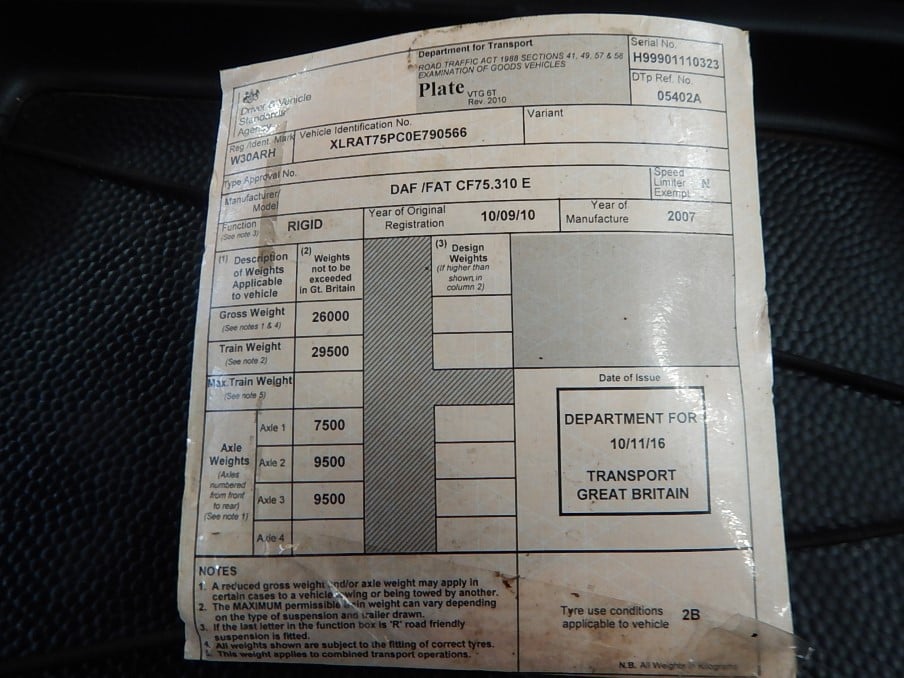 Department for Transport
ROAD TRAFFIC ACT 1988 SECTIONS 41, 49, 57 & 58
EXAMINATION OF GOODS VEHICLES
Plate VTG 6T
Rev. 2010
Serial No.
H99901110323
DTp Ref. No.
05402A
Driver & Vehicle
Standards
Agency
Reg./Ident. Mark
W30ARH
Vehicle Identification No.
XLRAT75PC0E790566
Variant
Type Approval No.
Manufacturer/
Model
DAF /FAT CF75.310 E
Speed
Limiter N
Exempt
Function
(See note 3)
RIGID
Year of Original
Registration
10/09/10
Year of
Manufacture
2007
(1) Description
of Weights
Applicable
to vehicle
(2) Weights
not to be
exceeded
in Gt. Britain
(3) Design
Weights
(If higher than
shown in
column 2)
Gross Weight
(See notes 1 & 4)
26000
Train Weight
(See note 2)
29500
Max.Train Weight
(See note 5)
Axle
Weights
(Axles
numbered
from front
to rear)
(See note 1)
Axle 1 7500
Axle 2 9500
Axle 3 9500
Axle 4
Date of Issue
DEPARTMENT FOR
10/11/16
TRANSPORT
GREAT BRITAIN
NOTES
1. A reduced gross weight and/or axle weight may apply in
certain cases to a vehicle towing or being towed by another.
2. The MAXIMUM permissible train weight can vary depending
on the type of suspension and trailer drawn.
3. If the last letter in the function box is 'R' road friendly
suspension is fitted.
4. All weights shown are subject to the fitting of correct tyres.
This weight applies to combined transport operations.
Tyre use conditions
applicable to vehicle 2B
N.B. All Weights in Kilograms